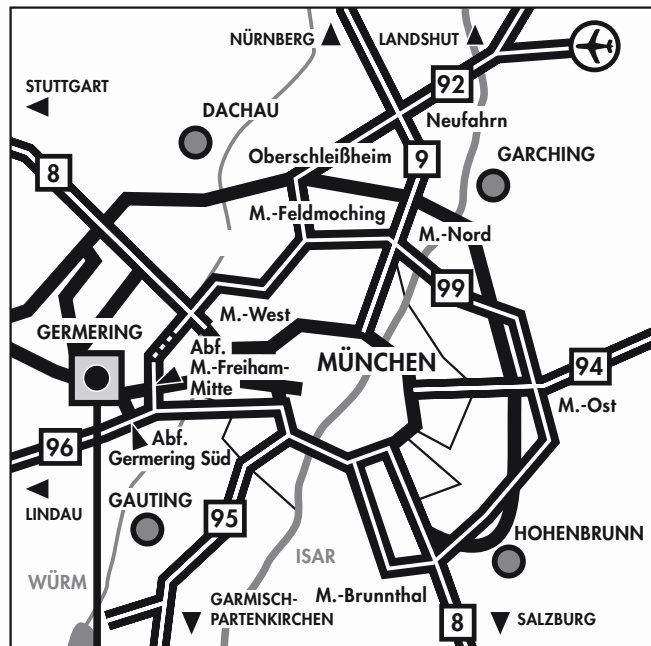 NÜRNBERG
LANDSHUT
STUTTGART
92
DACHAU
Neufahrn
Oberschleißheim
9
GARCHING
8
M.-Feldmoching
M.-Nord
99
M.-West
GERMERING
Abf.
M.-Freiham-
Mitte
MÜNCHEN
94
M.-Ost
96
Abf.
Germering Süd
LINDAU
GAUTING
95
HOHENBRUNN
ISAR
WÜRM
M.-Brunnthal
GARMISCH-
PARTENKIRCHEN
8
SALZBURG